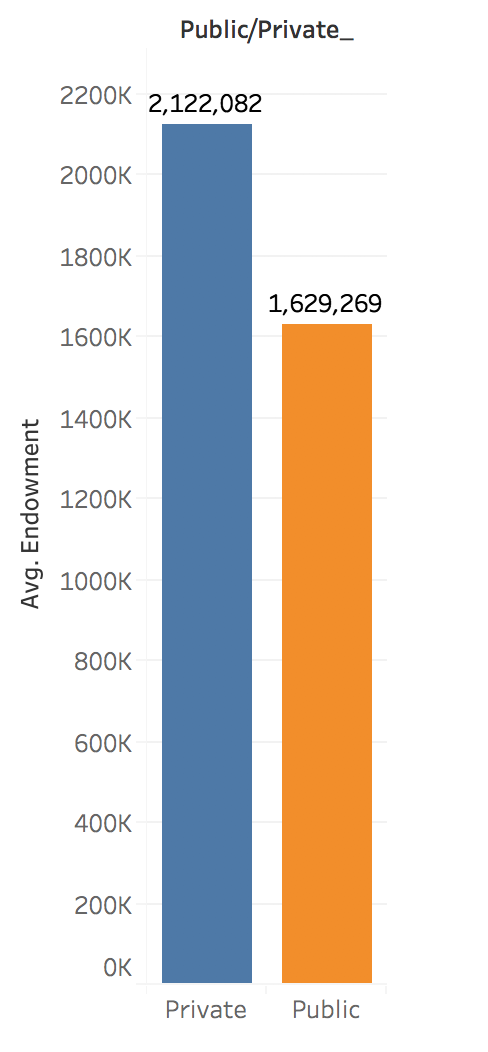 Public/Private_
2200K
2,122,082
2000K
1800K
1,629,269
1600K
1400K
Avg. Endowment
1200K
1000K
800K
600K
400K
200K
0K
Private Public